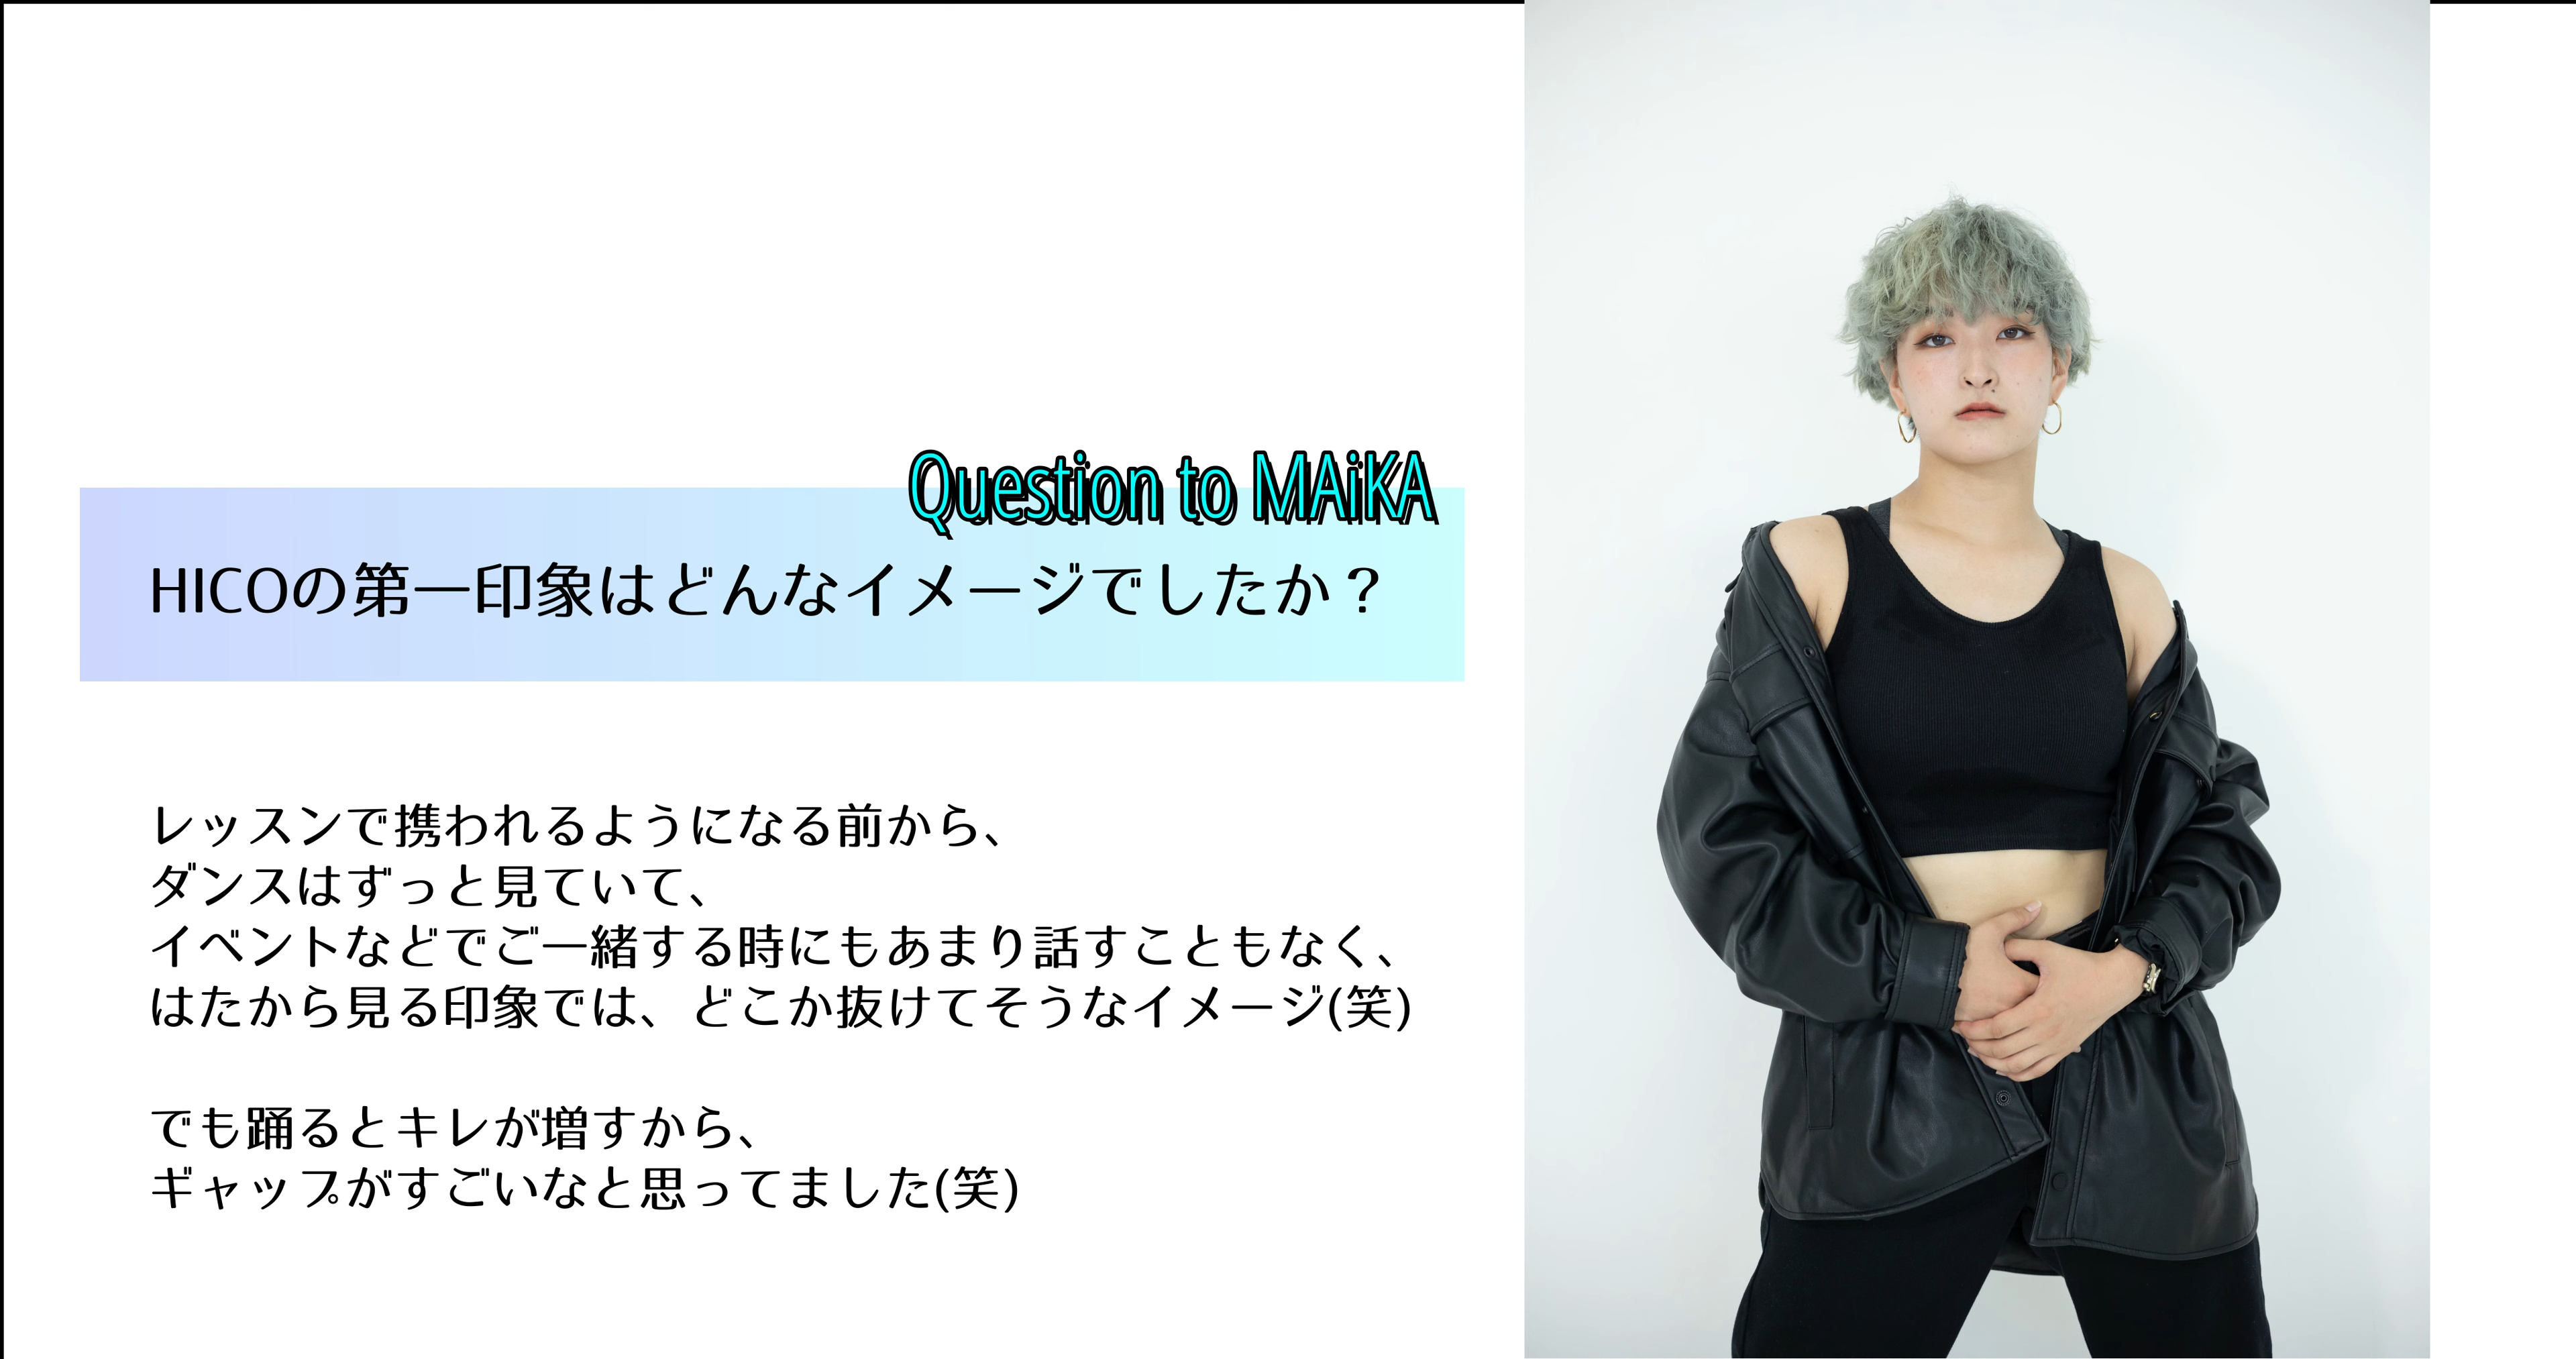 Question to MAiKA
HICOの第一印象はどんなイメージでしたか？
レッスンで携われるようになる前から、
ダンスはずっと見ていて、
イベントなどでご一緒する時にもあまり話すこともなく、
はたから見る印象では、どこか抜けてそうなイメージ(笑)
でも踊るとキレが増すから、
ギャップがすごいなと思ってました(笑)